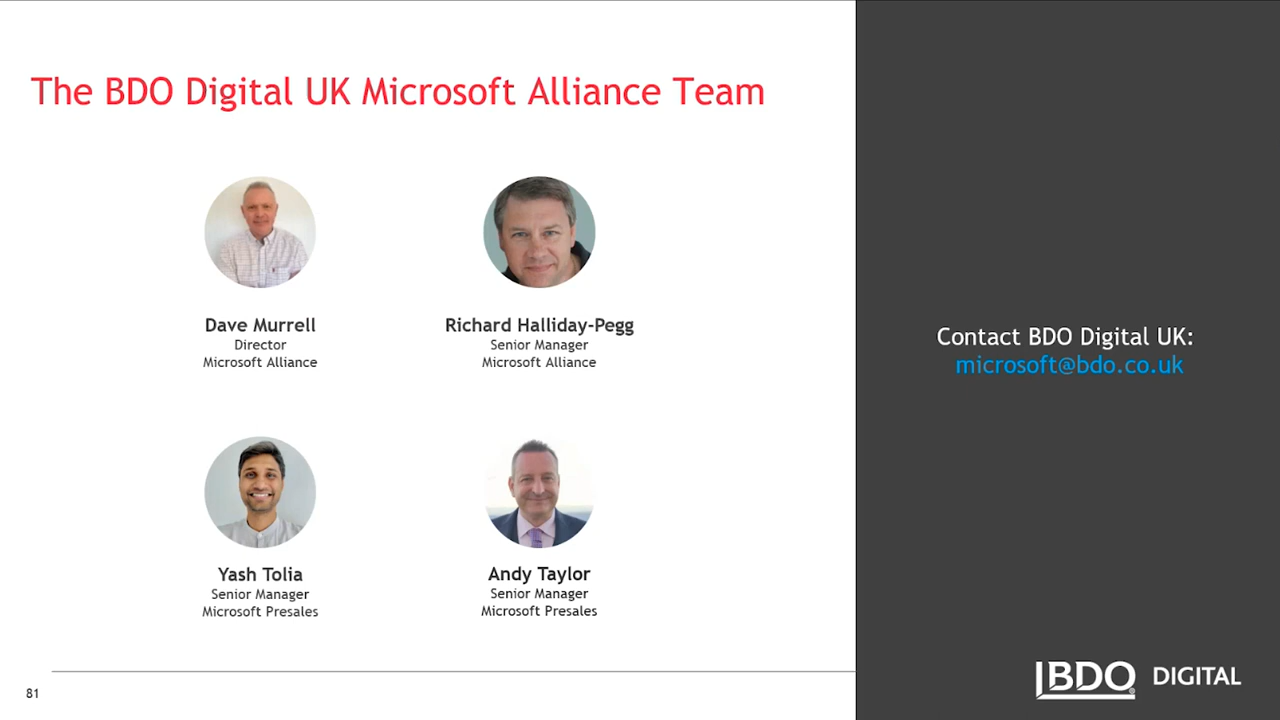 The BDO Digital UK Microsoft Alliance Team
Dave Murrell
Director
Microsoft Alliance
Richard Halliday-Pegg
Senior Manager
Microsoft Alliance
Yash Tolia
Senior Manager
Microsoft Presales
Andy Taylor
Senior Manager
Microsoft Presales
Contact BDO Digital UK:
microsoft@bdo.co.uk
81
BDO DIGITAL